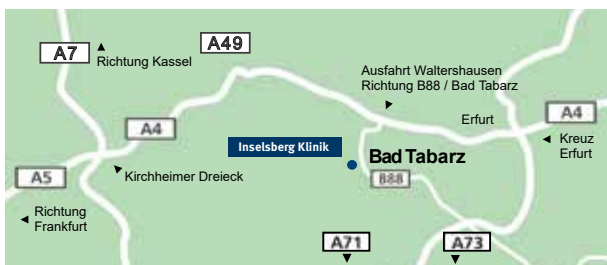 A49
A7
Richtung Kassel
Ausfahrt Waltershausen
Richtung B88 / Bad Tabarz
A4
Erfurt
A4
Kreuz
Erfurt
Inselsberg Klinik
Bad Tabarz
Kirchheimer Dreieck
A5
B88
Richtung
Frankfurt
A71
A73